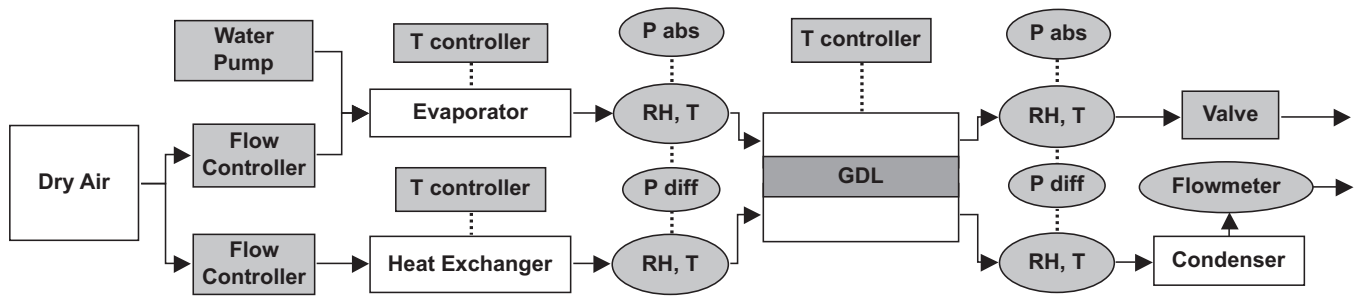 Water
Pump
T controller
P abs
T controller
P abs
Evaporator
RH, T
RH, T
Valve
Dry Air
Flow
Controller
T controller
P diff
GDL
P diff
Flowmeter
Flow
Controller
Heat Exchanger
RH, T
RH, T
Condenser